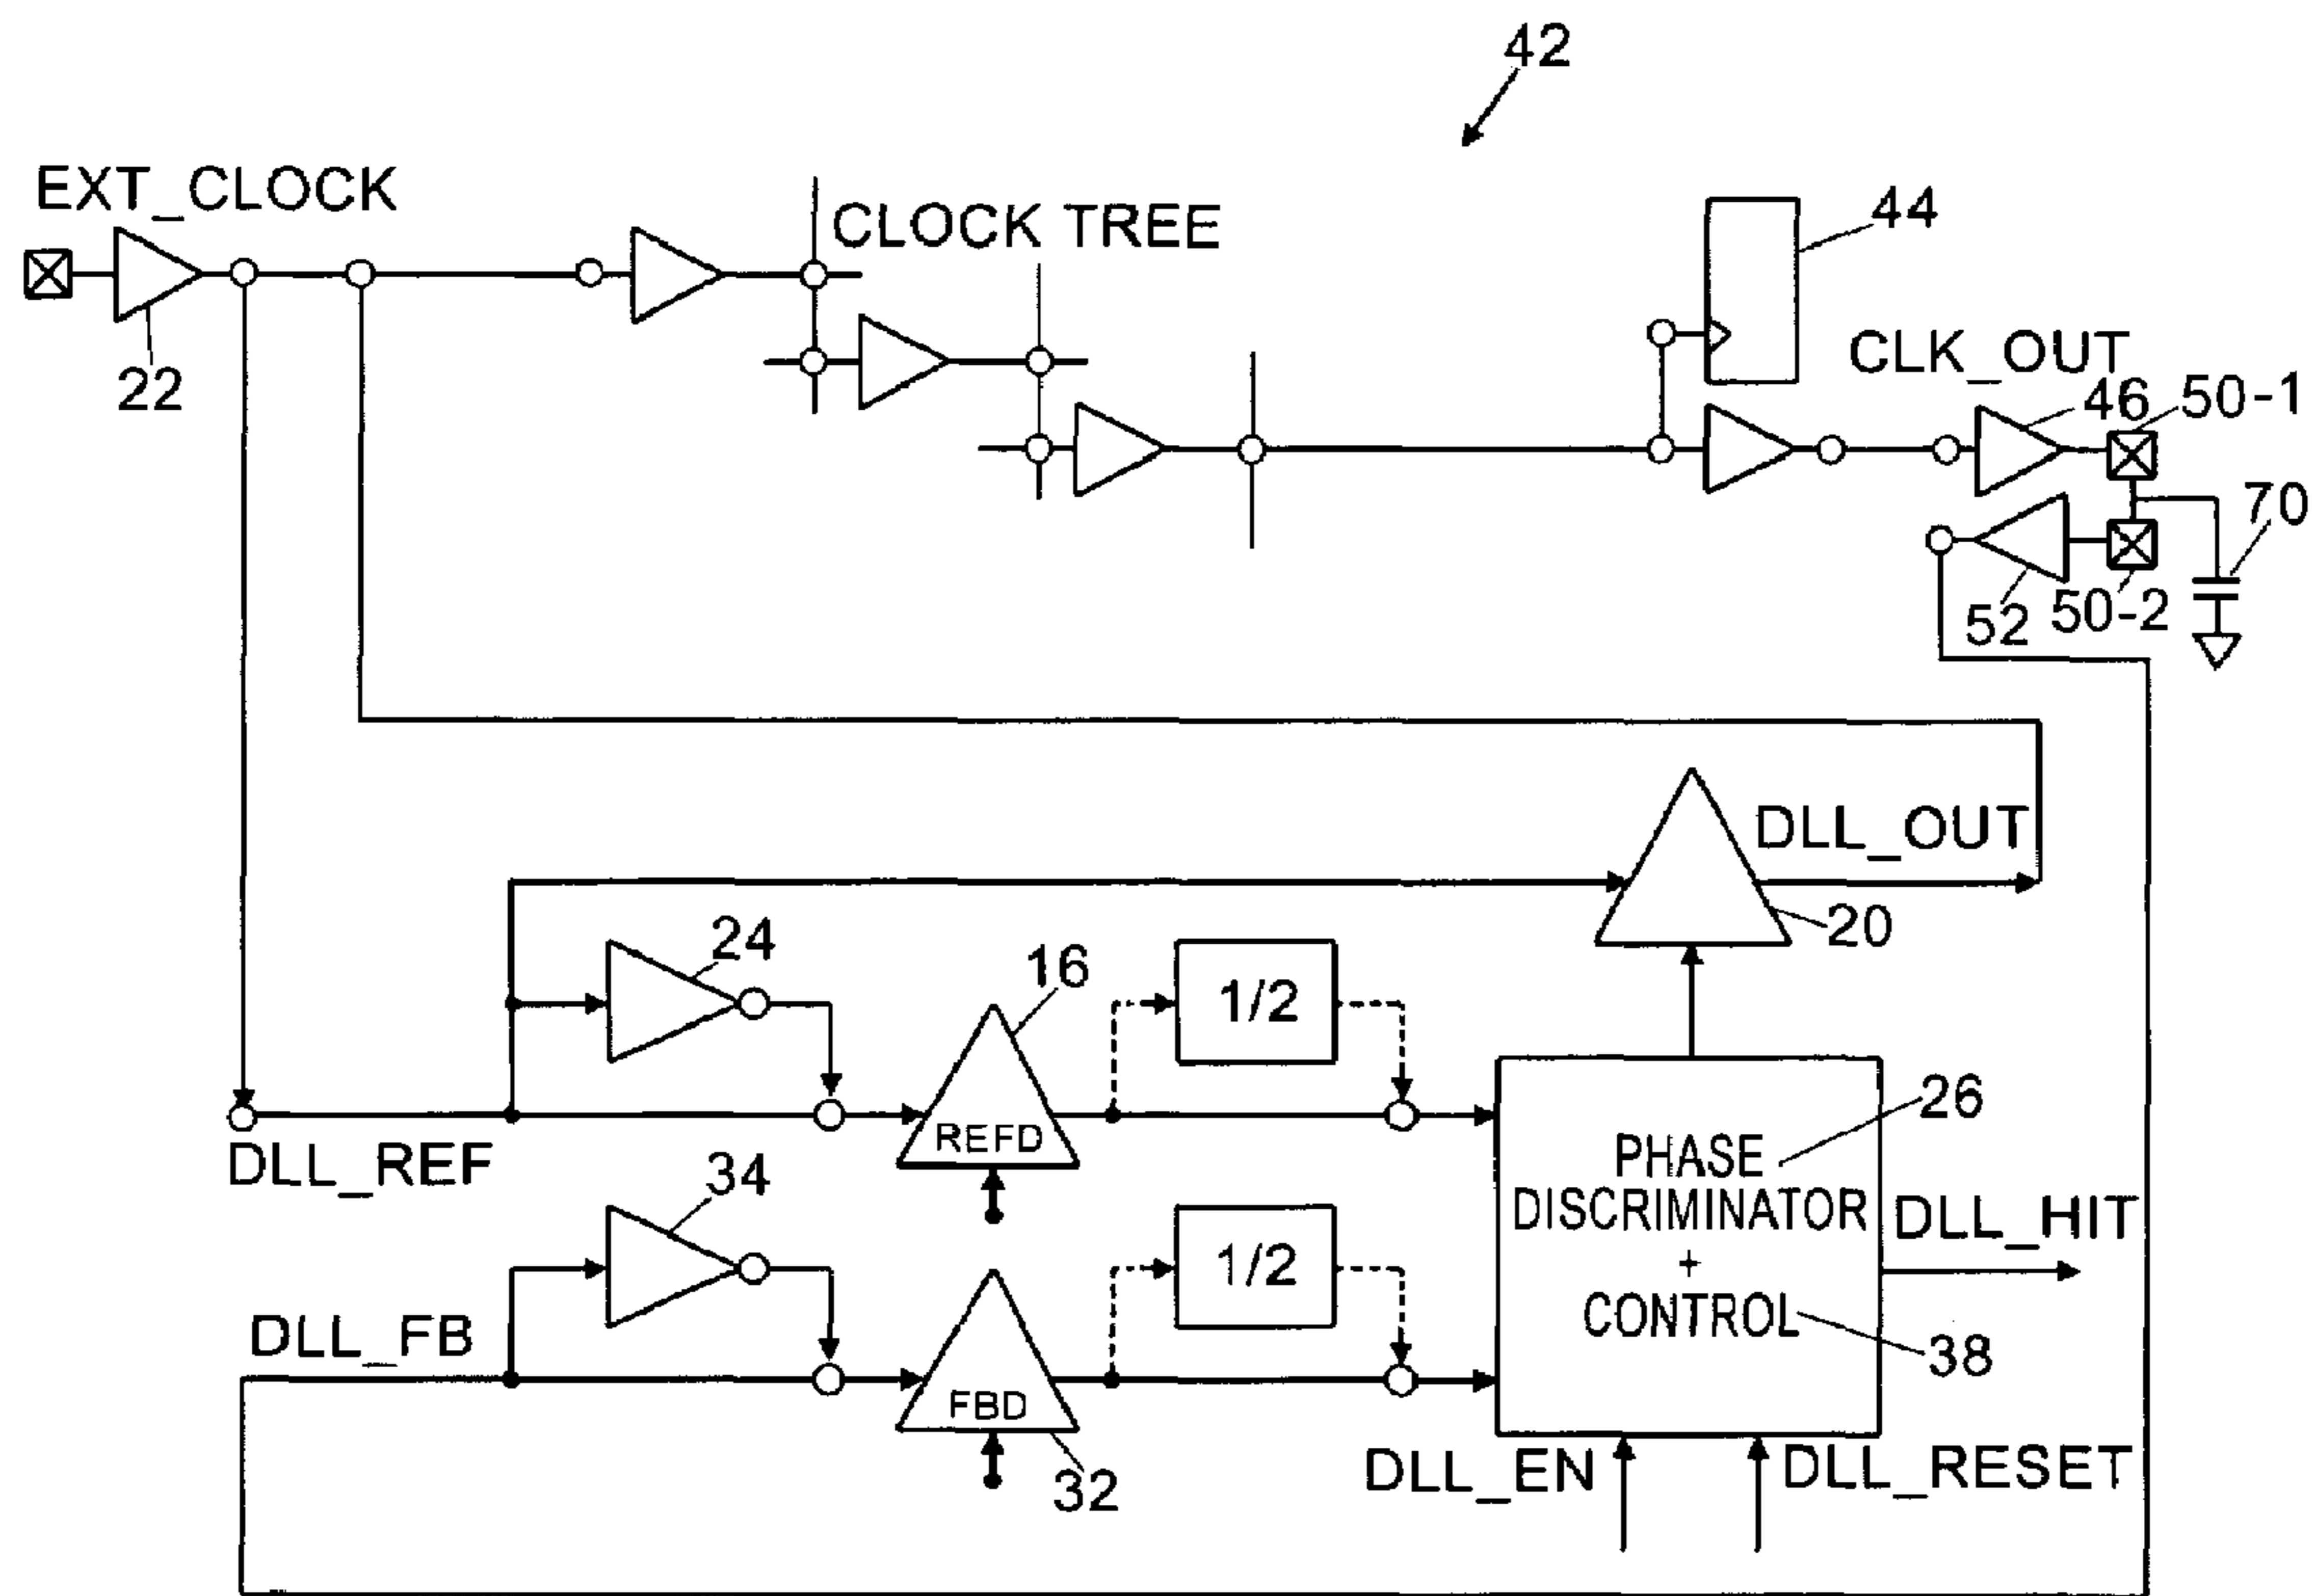 42
EXT_CLOCK
CLOCK TREE
44
22
CLK_OUT
46
50-1
70
52
50-2
DLL_OUT
20
24
16
1/2
REFD
DLL_REF
PHASE
DISCRIMINATOR
+
CONTROL
26
38
34
1/2
DLL_HIT
DLL_FB
FBD
32
DLL_EN
DLL_RESET